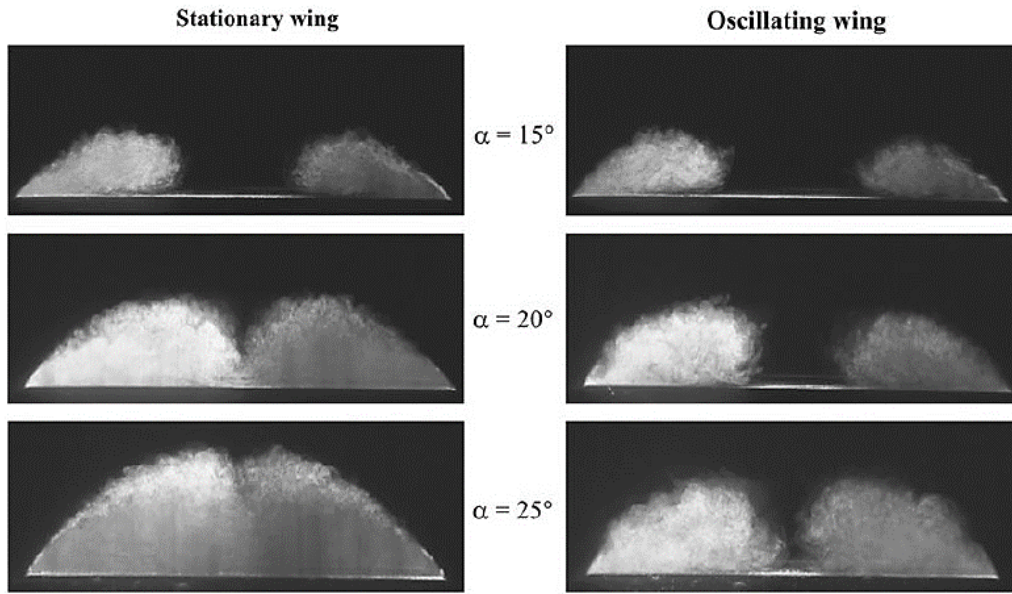 Stationary wing
Oscillating wing
α = 15°
α = 20°
α = 25°